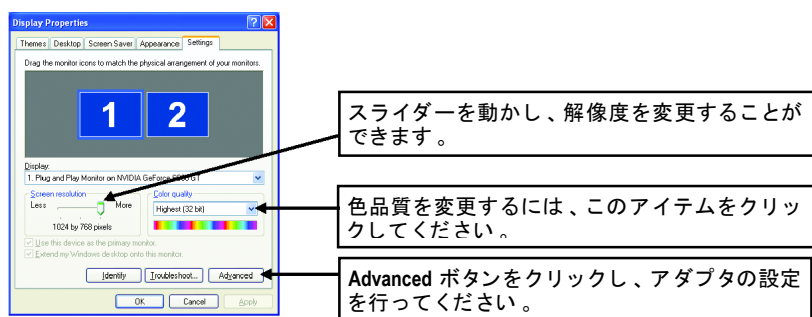 Display Properties
Themes Desktop Screen Saver Appearance Settings
Drag the monitor icons to match the physical arrangement of your monitors.
1 2
スライダーを動かし、解像度を変更することが
できます。
Display:
1. Plug and Play Monitor on NVIDIA GeForce
Screen resolution
Less More
1024 by 768 pixels
Color quality
Highest (32 bit)
色品質を変更するには、このアイテムをクリッ
クしてください。
Use this device as the primary monitor.
Extend my Windows desktop onto this monitor.
Identify Troubleshoot... Advanced
Advanced ボタンをクリックし、アダプタの設定
を行ってください。
OK Cancel Apply